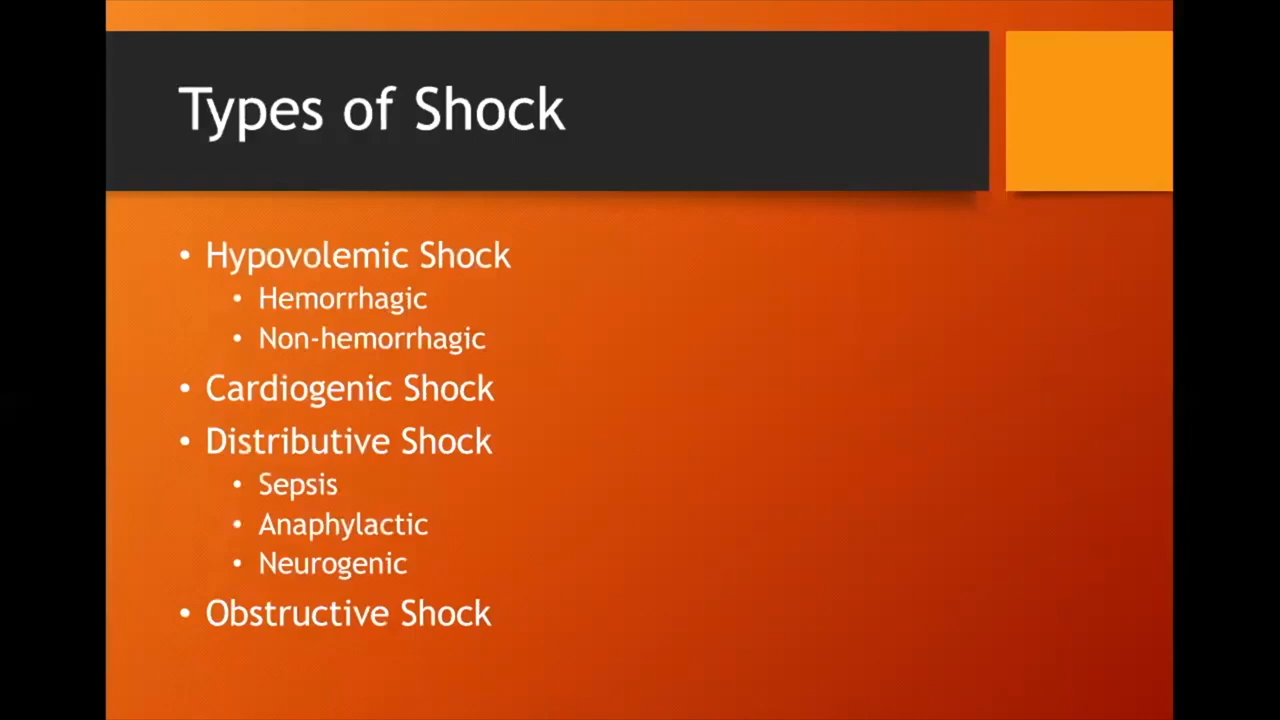 Types of Shock
• Hypovolemic Shock
• Hemorrhagic
• Non-hemorrhagic
• Cardiogenic Shock
• Distributive Shock
• Sepsis
• Anaphylactic
• Neurogenic
• Obstructive Shock